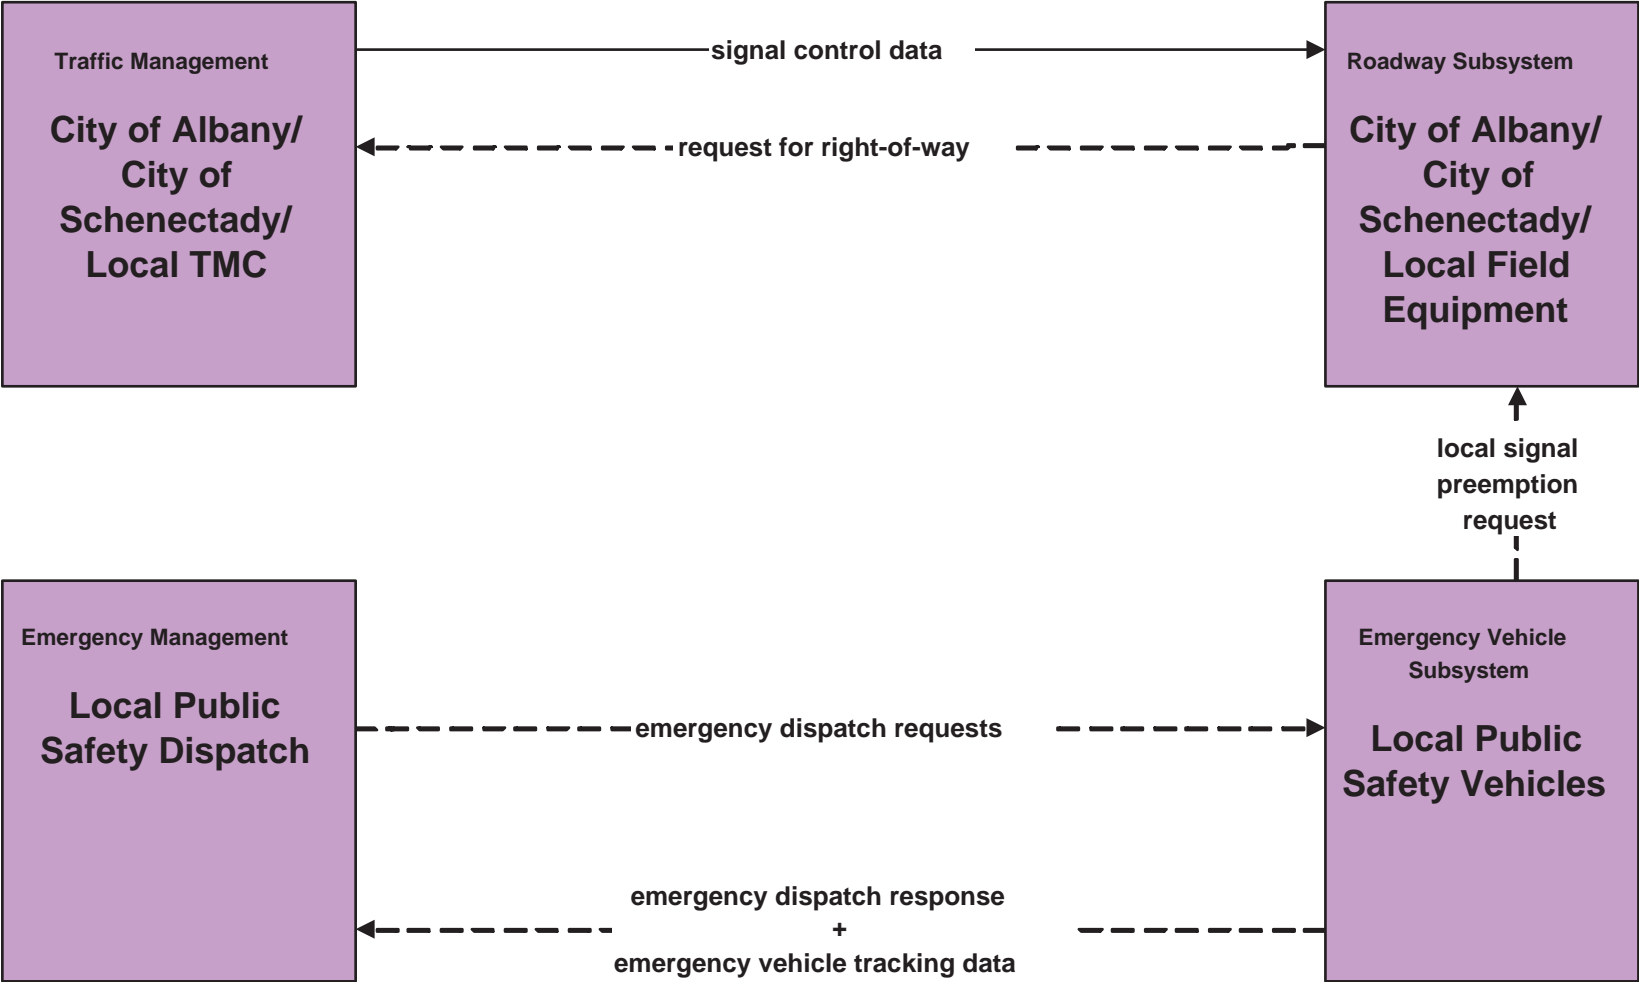 Traffic Management
City of Albany/
City of
Schenectady/
Local TMC
signal control data
request for right-of-way
Roadway Subsystem
City of Albany/
City of
Schenectady/
Local Field
Equipment
local signal
preemption
request
Emergency Management
Local Public
Safety Dispatch
emergency dispatch requests
emergency dispatch response
+
emergency vehicle tracking data
Emergency Vehicle
Subsystem
Local Public
Safety Vehicles